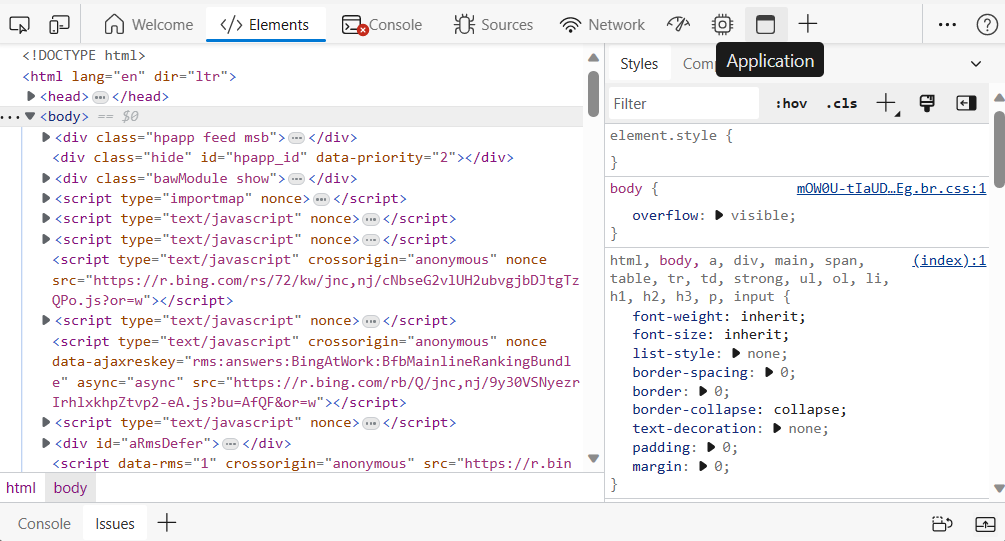 Welcome
Elements
Console
Sources
Network
Application
<!DOCTYPE html>
<html lang="en" dir="ltr">
<head> ⋯ </head>
··· <body> == $0
<div class="hpapp feed msb"> ⋯ </div>
<div class="hide" id="hpapp_id" data-priority="2"></div>
<div class="bawModule show"> ⋯ </div>
<script type="importmap" nonce> ⋯ </script>
<script type="text/javascript" nonce> ⋯ </script>
<script type="text/javascript" nonce> ⋯ </script>
<script type="text/javascript" crossorigin="anonymous" nonce
src="https://r.bing.com/rs/72/kw/jnc,nj/cNbseG2vlUH2ubvgjbDJtgTz
QPo.js?or=w"></script>
<script type="text/javascript" nonce> ⋯ </script>
<script type="text/javascript" crossorigin="anonymous" nonce
data-ajaxreskey="rms:answers:BingAtWork:BfbMainlineRankingBundl
e" async="async" src="https://r.bing.com/rb/Q/jnc,nj/9y30VSNyezr
IrhlxkhpZtvp2-eA.js?bu=AfQF&or=w"></script>
<script type="text/javascript" nonce> ⋯ </script>
<div id="aRmsDefer"> ⋯ </div>
<script data-rms="1" crossorigin="anonymous" src="https://r.bin
html body
Styles
Filter
:hov .cls
element.style {
}
body { mOW0U-tIaUD…Eg.br.css:1
overflow: visible;
}
html, body, a, div, main, span, (index):1
table, tr, td, strong, ul, ol, li,
h1, h2, h3, p, input {
font-weight: inherit;
font-size: inherit;
list-style: none;
border-spacing: 0;
border: 0;
border-collapse: collapse;
text-decoration: none;
padding: 0;
margin: 0;
}
Console
Issues